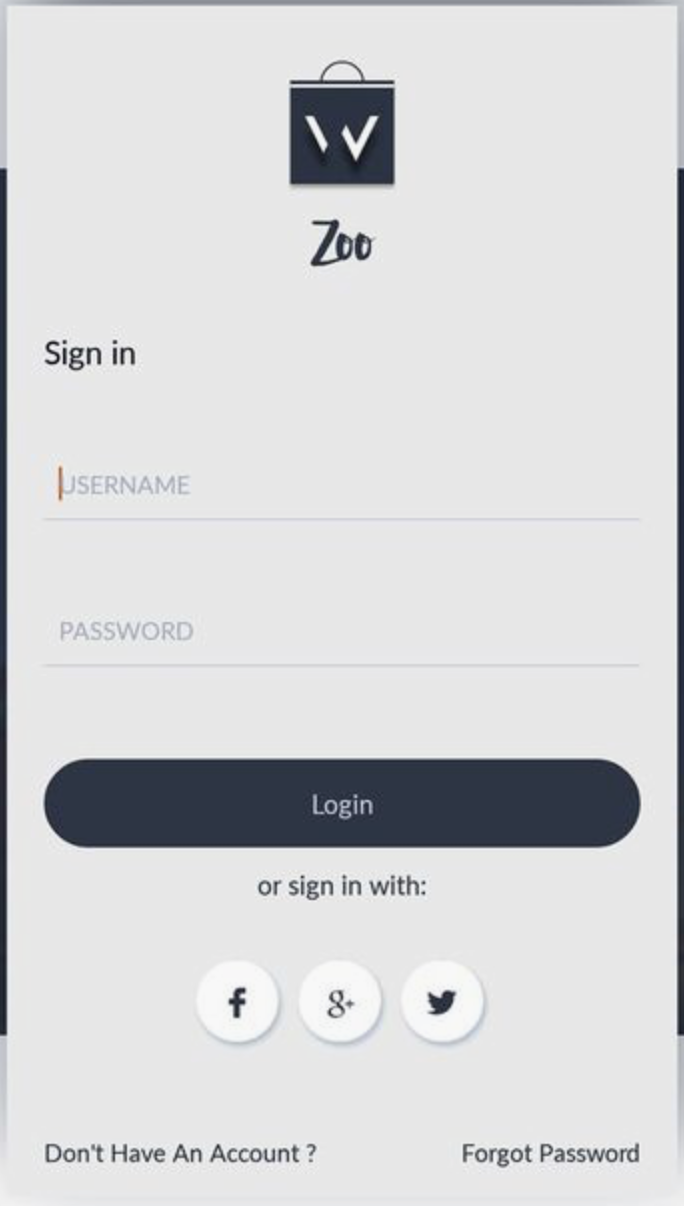 W
Zoo
Sign in
USERNAME
PASSWORD
Login
or sign in with:
f g+
Don't Have An Account ? Forgot Password